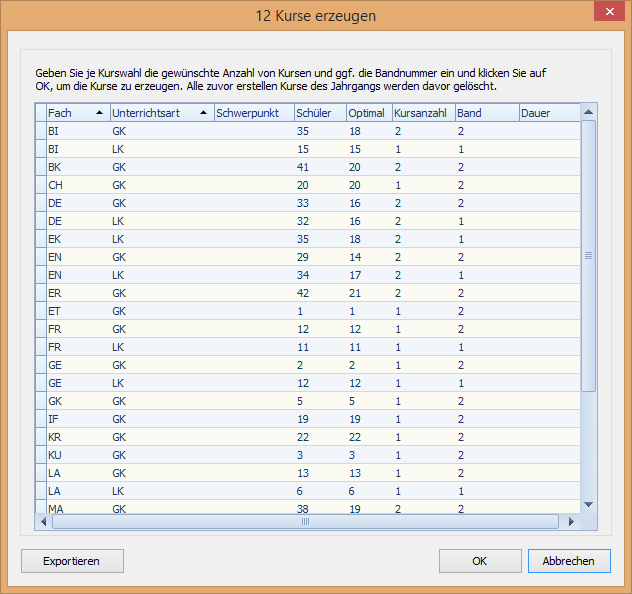 12 Kurse erzeugen
Geben Sie je Kurswahl die gewünschte Anzahl von Kursen und ggf. die Bandnummer ein und klicken Sie auf
OK, um die Kurse zu erzeugen. Alle zuvor erstellen Kurse des Jahrgangs werden davor gelöscht.
Fach Unterrichtsart Schwerpunkt Schüler Optimal Kursanzahl Band Dauer
BI GK 35 18 2 2
BI LK 15 15 1 1
BK GK 41 20 2 2
CH GK 20 20 1 2
DE GK 33 16 2 2
DE LK 32 16 2 1
EK LK 35 18 2 1
EN GK 29 14 2 2
EN LK 34 17 2 1
ER GK 42 21 2 2
ET GK 1 1 1 2
FR GK 12 12 1 2
FR LK 11 11 1 1
GE GK 2 2 1 2
GE LK 12 12 1 1
GK GK 5 5 1 2
IF GK 19 19 1 2
KR GK 22 22 1 2
KU GK 3 3 1 2
LA GK 13 13 1 2
LA LK 6 6 1 1
MA GK 38 19 2 2
Exportieren OK Abbrechen